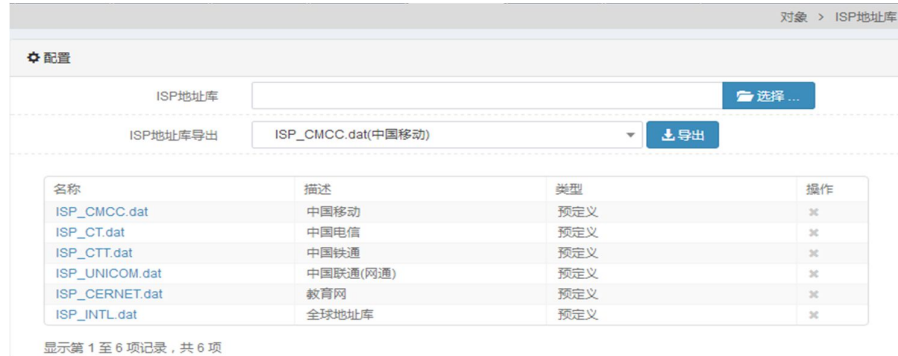 对象 > ISP地址库
配置
ISP地址库 选择 ...
ISP地址库导出 ISP_CMCC.dat(中国移动) 导出
名称 描述 类型 操作
ISP_CMCC.dat 中国移动 预定义
ISP_CT.dat 中国电信 预定义
ISP_CTT.dat 中国铁通 预定义
ISP_UNICOM.dat 中国联通(网通) 预定义
ISP_CERNET.dat 教育网 预定义
ISP_INTL.dat 全球地址库 预定义
显示第 1 至 6 项记录，共 6 项